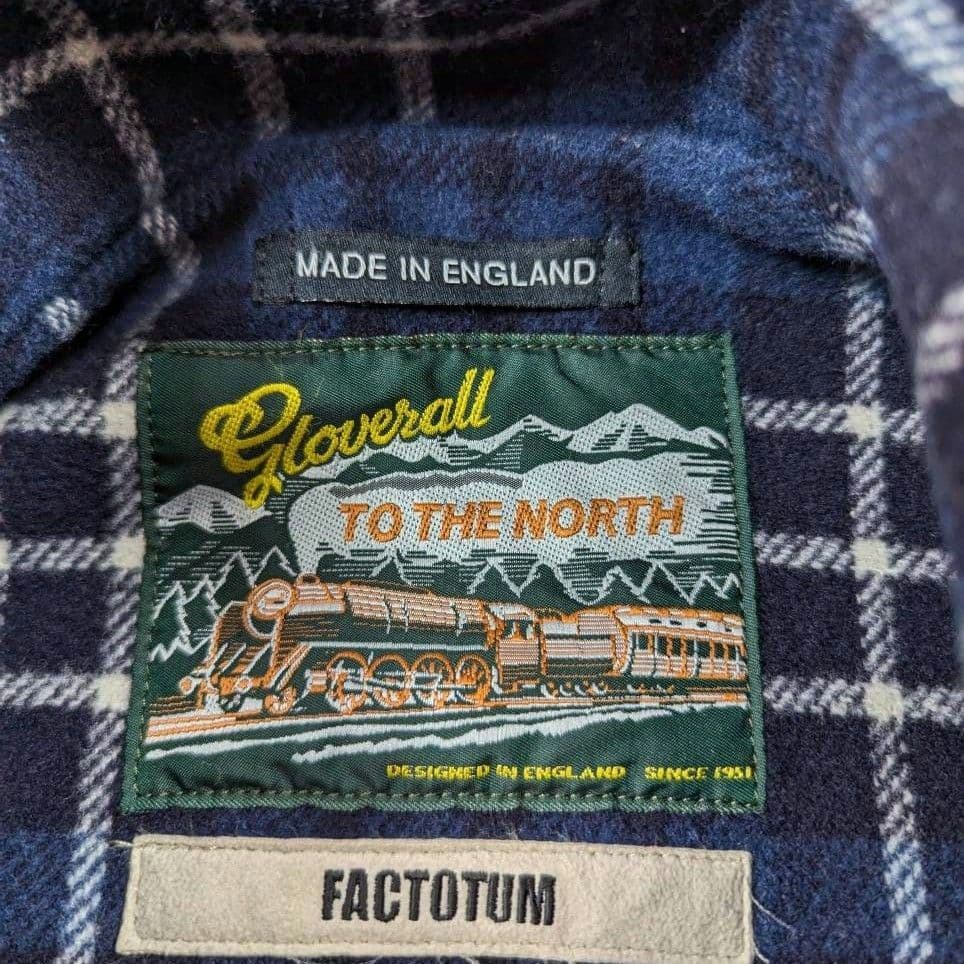 MADE IN ENGLAND
Gloverall
TO THE NORTH
DESIGNED IN ENGLAND SINCE 1951
FACTOTUM